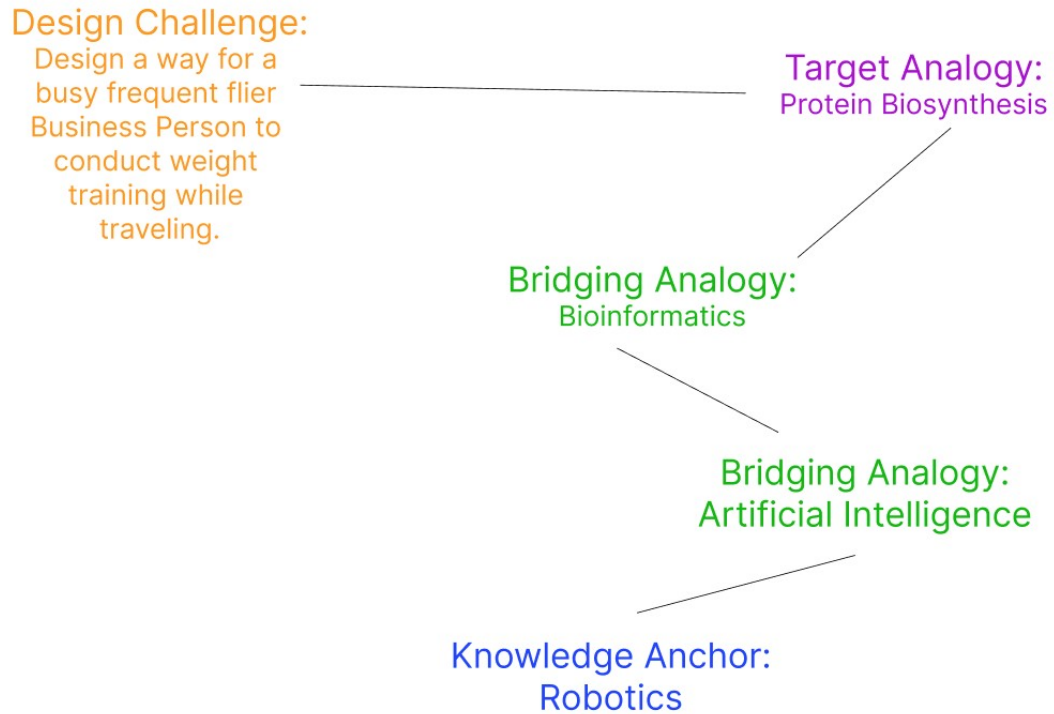 Design Challenge:
Design a way for a
busy frequent flier
Business Person to
conduct weight
training while
traveling.
Target Analogy:
Protein Biosynthesis
Bridging Analogy:
Bioinformatics
Bridging Analogy:
Artificial Intelligence
Knowledge Anchor:
Robotics